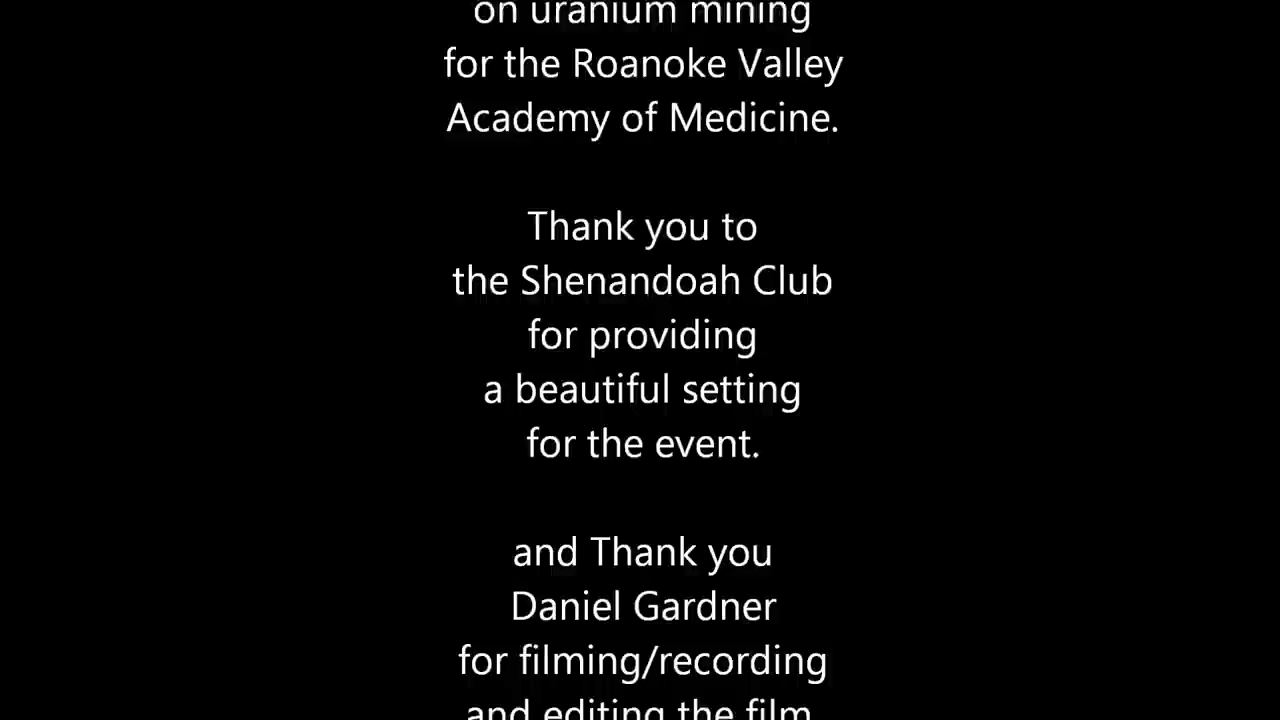 on uranium mining
for the Roanoke Valley
Academy of Medicine.
Thank you to
the Shenandoah Club
for providing
a beautiful setting
for the event.
and Thank you
Daniel Gardner
for filming/recording
and editing the film